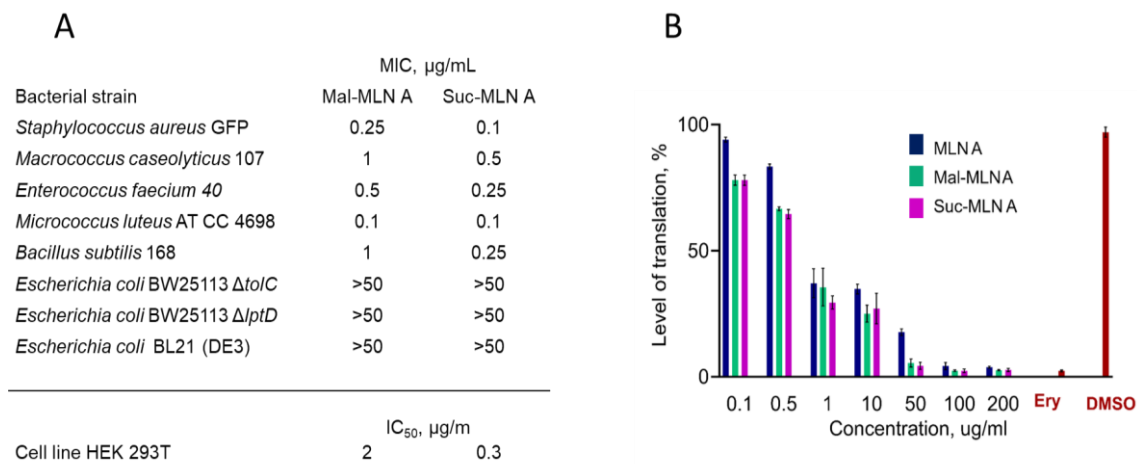 A
MIC, µg/mL
Bacterial strain Mal-MLN A Suc-MLN A
Staphylococcus aureus GFP 0.25 0.1
Macrococcus caseolyticus 107 1 0.5
Enterococcus faecium 40 0.5 0.25
Micrococcus luteus AT CC 4698 0.1 0.1
Bacillus subtilis 168 1 0.25
Escherichia coli BW25113 ΔtolC >50 >50
Escherichia coli BW25113 ΔlptD >50 >50
Escherichia coli BL21 (DE3) >50 >50
IC50, µg/m
Cell line HEK 293T 2 0.3
B
Level of translation, %
100
50
0
MLN A
Mal-MLNA
Suc-MLN A
0.1 0.5 1 10 50 100 200 Ery DMSO
Concentration, ug/ml